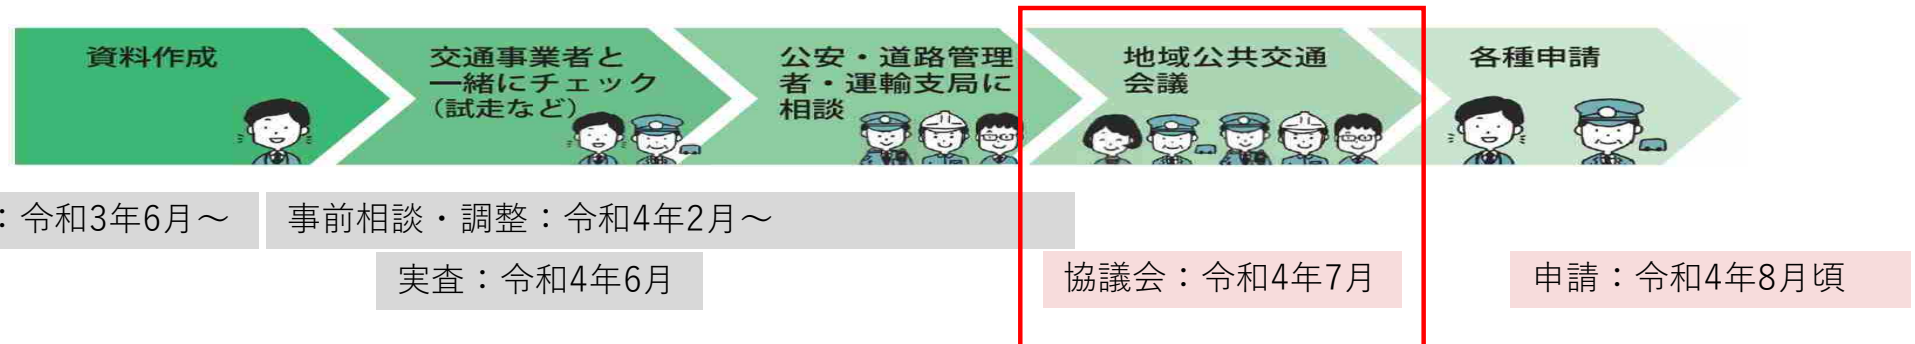 資料作成
交通事業者と
一緒にチェック
（試走など）
公安・道路管理
者・運輸支局に
相談
地域公共交通
会議
各種申請
：令和3年6月～
事前相談・調整：令和4年2月～
実査：令和4年6月
協議会：令和4年7月
申請：令和4年8月頃